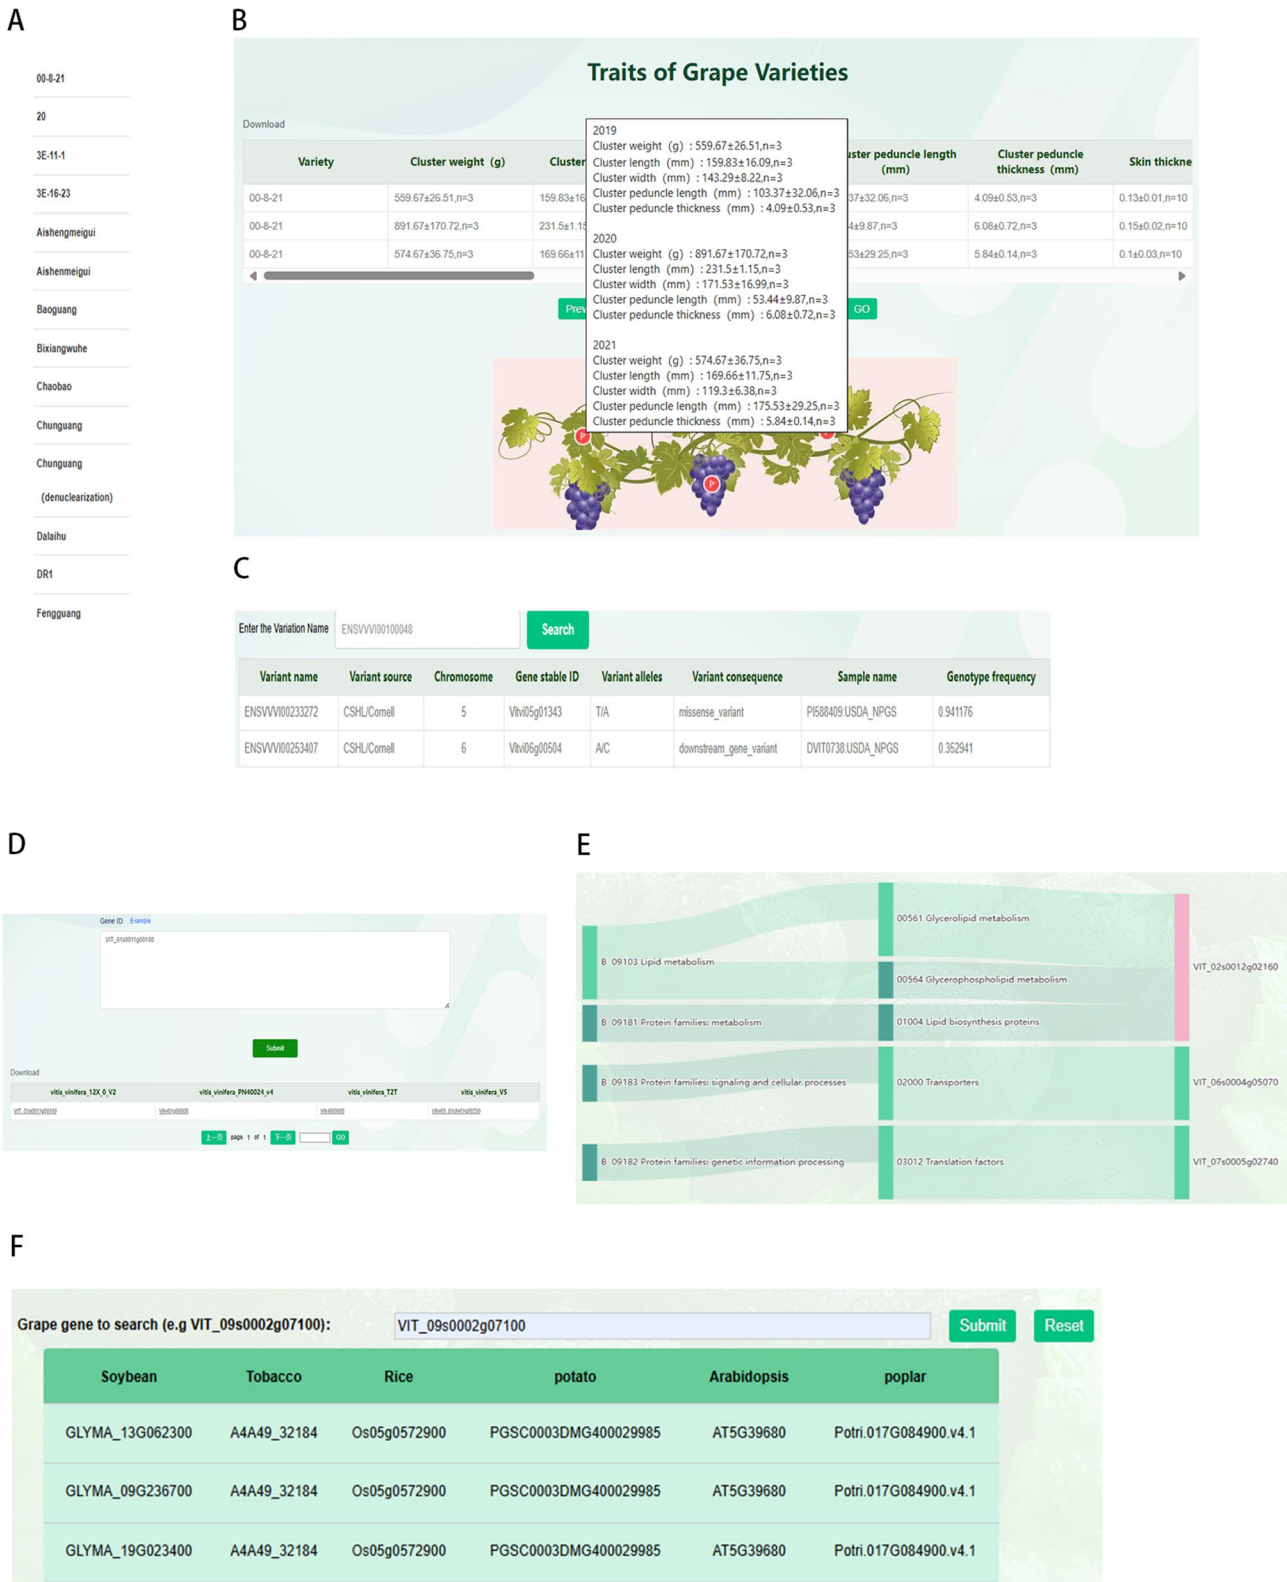 A
00-8-21
20
3E-11-1
3E-16-23
Aishengmeigui
Aishenmeigui
Baoguang
Bixiangwuhe
Chaobao
Chunguang
Chunguang
(denuclearization)
Dalaihu
DR1
Fengguang
B
Traits of Grape Varieties
Download
Variety Cluster weight (g) Cluster uster peduncle length (mm) Cluster peduncle thickness (mm) Skin thickne
00-8-21 559.67±26.51,n=3 159.83±16 37±32.06,n=3 4.09±0.53,n=3 0.13±0.01,n=10
00-8-21 891.67±170.72,n=3 231.5±1.15 4±9.87,n=3 6.08±0.72,n=3 0.15±0.02,n=10
00-8-21 574.67±36.75,n=3 169.66±11 53±29.25,n=3 5.84±0.14,n=3 0.1±0.03,n=10
2019
Cluster weight (g) : 559.67±26.51,n=3
Cluster length (mm) : 159.83±16.09,n=3
Cluster width (mm) : 143.29±8.22,n=3
Cluster peduncle length (mm) : 103.37±32.06,n=3
Cluster peduncle thickness (mm) : 4.09±0.53,n=3
2020
Cluster weight (g) : 891.67±170.72,n=3
Cluster length (mm) : 231.5±1.15,n=3
Cluster width (mm) : 171.53±16.99,n=3
Cluster peduncle length (mm) : 53.44±9.87,n=3
Cluster peduncle thickness (mm) : 6.08±0.72,n=3
2021
Cluster weight (g) : 574.67±36.75,n=3
Cluster length (mm) : 169.66±11.75,n=3
Cluster width (mm) : 119.3±6.38,n=3
Cluster peduncle length (mm) : 175.53±29.25,n=3
Cluster peduncle thickness (mm) : 5.84±0.14,n=3
Prev GO
P P P
C
Enter the Variation Name ENSVVVI00100048 Search
Variant name Variant source Chromosome Gene stable ID Variant alleles Variant consequence Sample name Genotype frequency
ENSVVVI00233272 CSHL/Cornell 5 Vitvi05g01343 T/A missense_variant PI588409:USDA_NPGS 0.941176
ENSVVVI00253407 CSHL/Cornell 6 Vitvi06g00504 A/C downstream_gene_variant DVIT0738:USDA_NPGS 0.352941
D
Gene ID Example
VIT_01s0011g00100
Submit
Download
vitis_vinifera_12X_0_V2 vitis_vinifera_PN40024_v4 vitis_vinifera_T2T vitis_vinifera_V5
VIT_01s0011g00100
上一页 page 1 of 1 下一页 GO
E
B 09103 Lipid metabolism
B 09181 Protein families: metabolism
B 09183 Protein families: signaling and cellular processes
B 09182 Protein families: genetic information processing
00561 Glycerolipid metabolism
00564 Glycerophospholipid metabolism
01004 Lipid biosynthesis proteins
02000 Transporters
03012 Translation factors
VIT_02s0012g02160
VIT_06s0004g05070
VIT_07s0005g02740
F
Grape gene to search (e.g VIT_09s0002g07100): VIT_09s0002g07100 Submit Reset
Soybean Tobacco Rice potato Arabidopsis poplar
GLYMA_13G062300 A4A49_32184 Os05g0572900 PGSC0003DMG400029985 AT5G39680 Potri.017G084900.v4.1
GLYMA_09G236700 A4A49_32184 Os05g0572900 PGSC0003DMG400029985 AT5G39680 Potri.017G084900.v4.1
GLYMA_19G023400 A4A49_32184 Os05g0572900 PGSC0003DMG400029985 AT5G39680 Potri.017G084900.v4.1